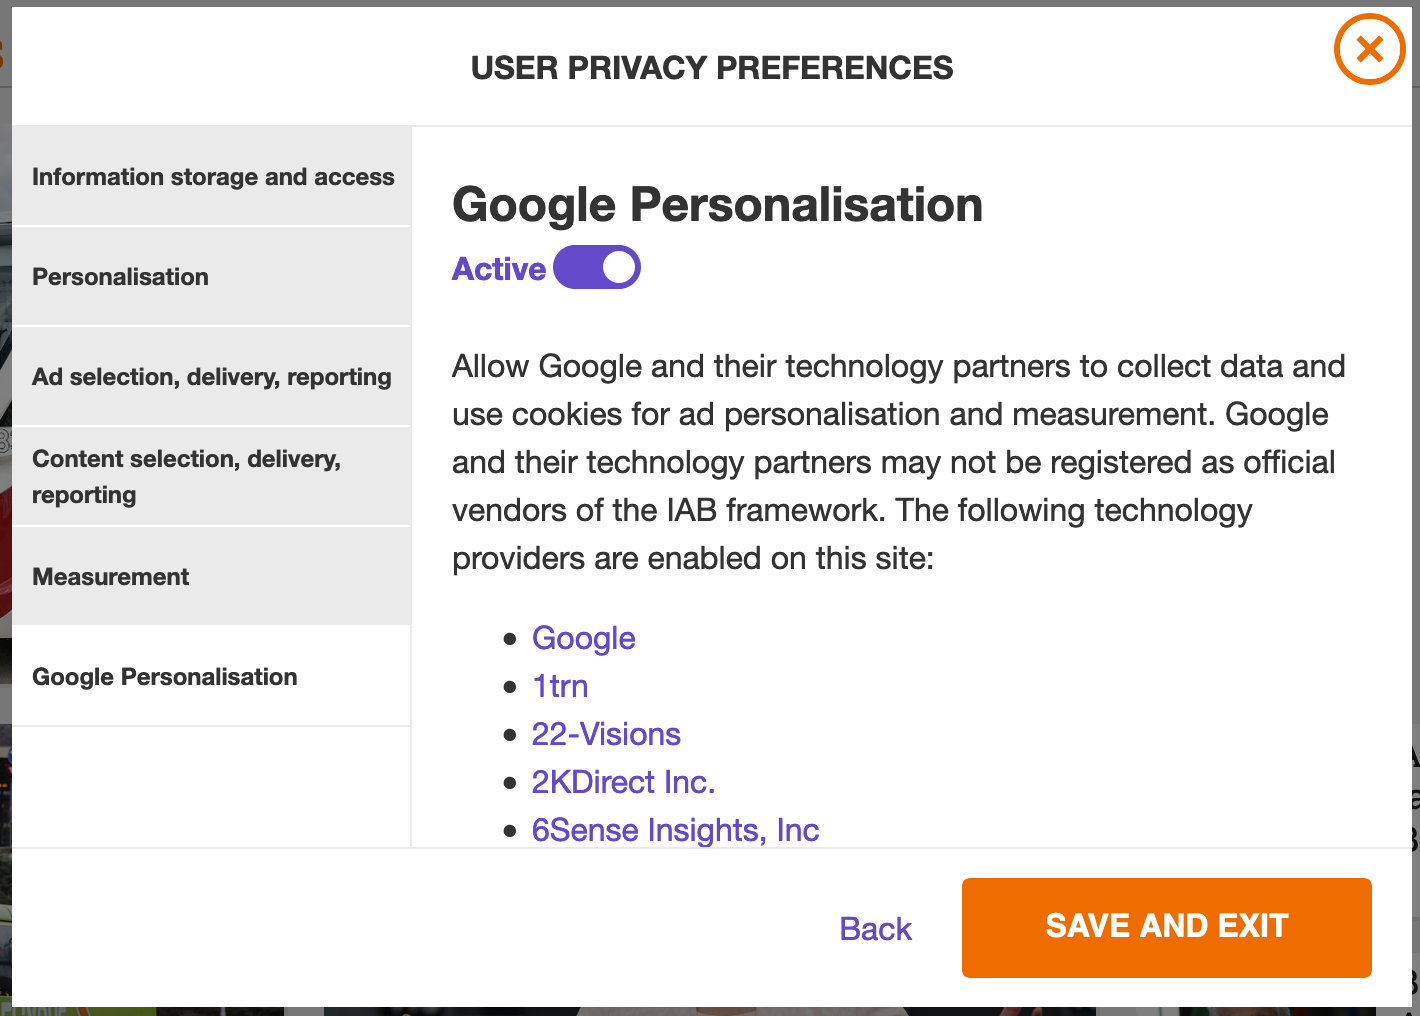 USER PRIVACY PREFERENCES
Information storage and access
Personalisation
Ad selection, delivery, reporting
Content selection, delivery,
reporting
Measurement
Google Personalisation
Google Personalisation
Active
Allow Google and their technology partners to collect data and
use cookies for ad personalisation and measurement. Google
and their technology partners may not be registered as official
vendors of the IAB framework. The following technology
providers are enabled on this site:
Google
1trn
22-Visions
2KDirect Inc.
6Sense Insights, Inc
Back
SAVE AND EXIT